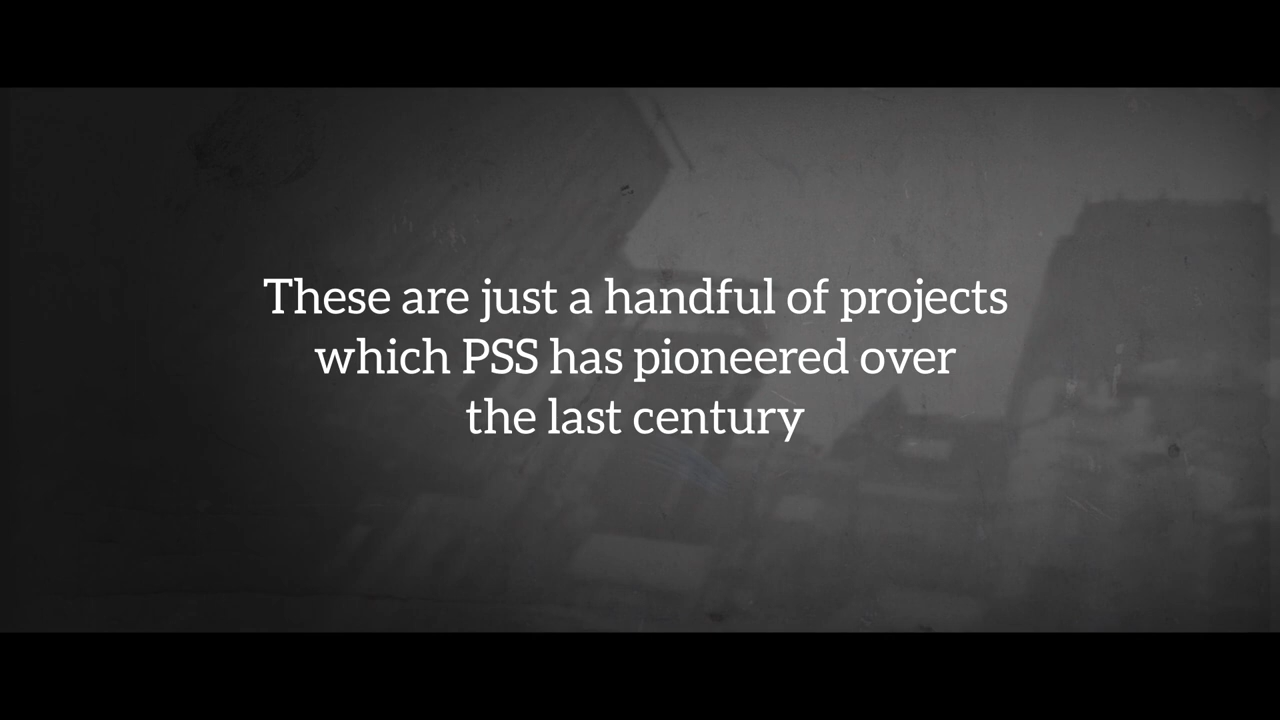 These are just a handful of projects
which PSS has pioneered over
the last century